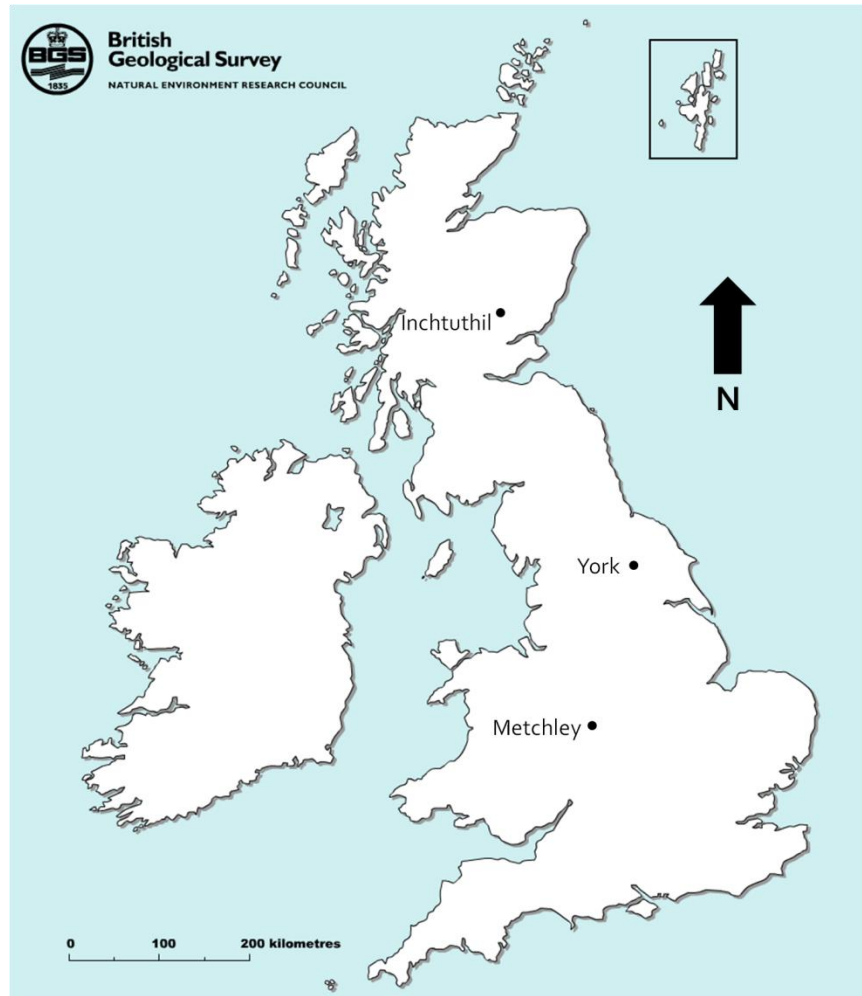 BGS
1835
British
Geological Survey
NATURAL ENVIRONMENT RESEARCH COUNCIL
Inchtuthil
N
York
Metchley
0 100 200 kilometres